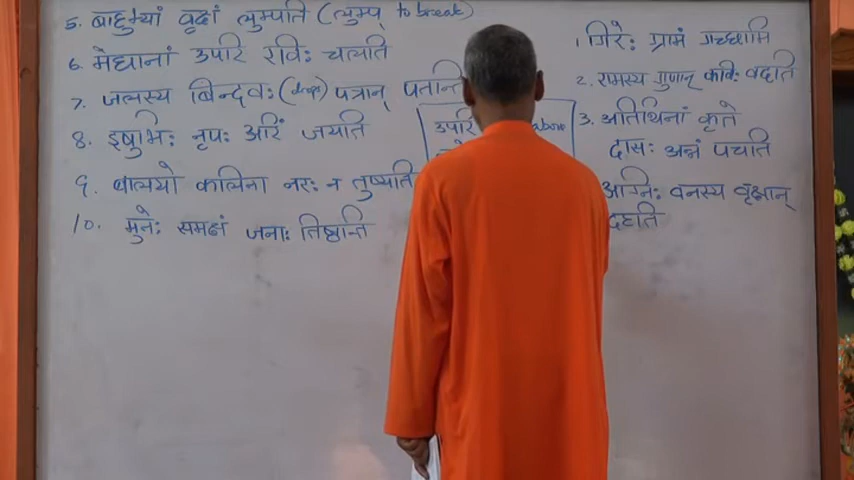 5. बाहुभ्यां वृक्षं लुम्पति (लुम्प् to break)
6. मेघानां उपरि रविः चलति
7. जलस्य बिन्दवः (drops) पत्रान् पतन्ति
8. इषुभिः नृपः अरिं जयति
9. कलिना नरः न तुष्यति
10. मुनेः समक्षं जनाः तिष्ठन्ति
उपरि above
1. गिरेः ग्रामं गच्छामि
2. रामस्य गुणान् कविः वदति
3. अतिथिनां कृते
दासः अन्नं पचति
अग्निः वनस्य वृक्षान्
दहति